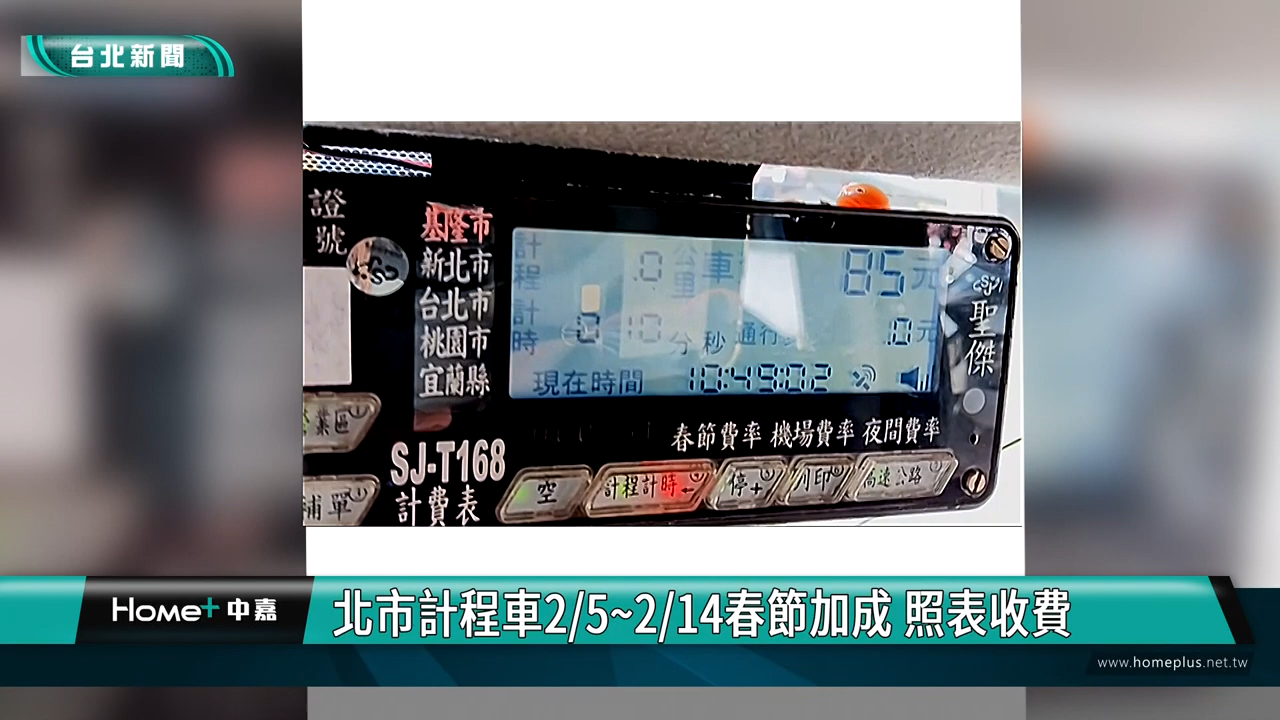 台北新聞
證號
基隆市
新北市
台北市
桃園市
宜蘭縣
計程
計時
.0
公里
車
85
元
10
分
秒
通行
.0
元
現在時間
10:49:02
聖傑
業區
SJ-T168
計費表
補單
春節費率 機場費率 夜間費率
空
計程計時
停+
列印
高速公路
Home+ 中嘉
北市計程車2/5~2/14春節加成 照表收費
www.homeplus.net.tw